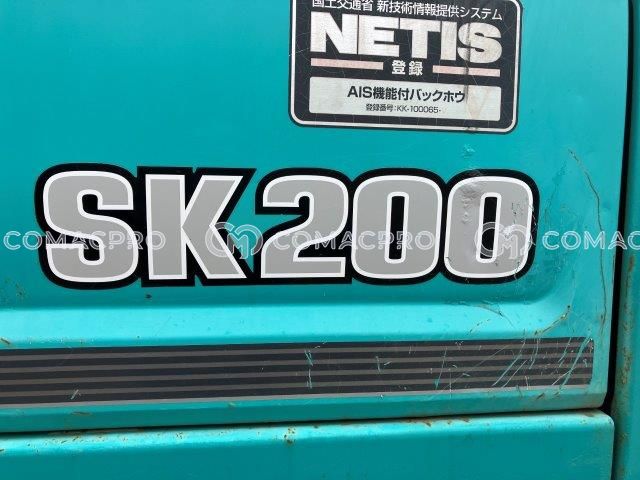 国土交通省 新技術情報提供システム
NETIS
登録
AIS機能付バックホウ
登録番号:KK-100065-
SK200
COMACPRO COMACPRO COMACPRO